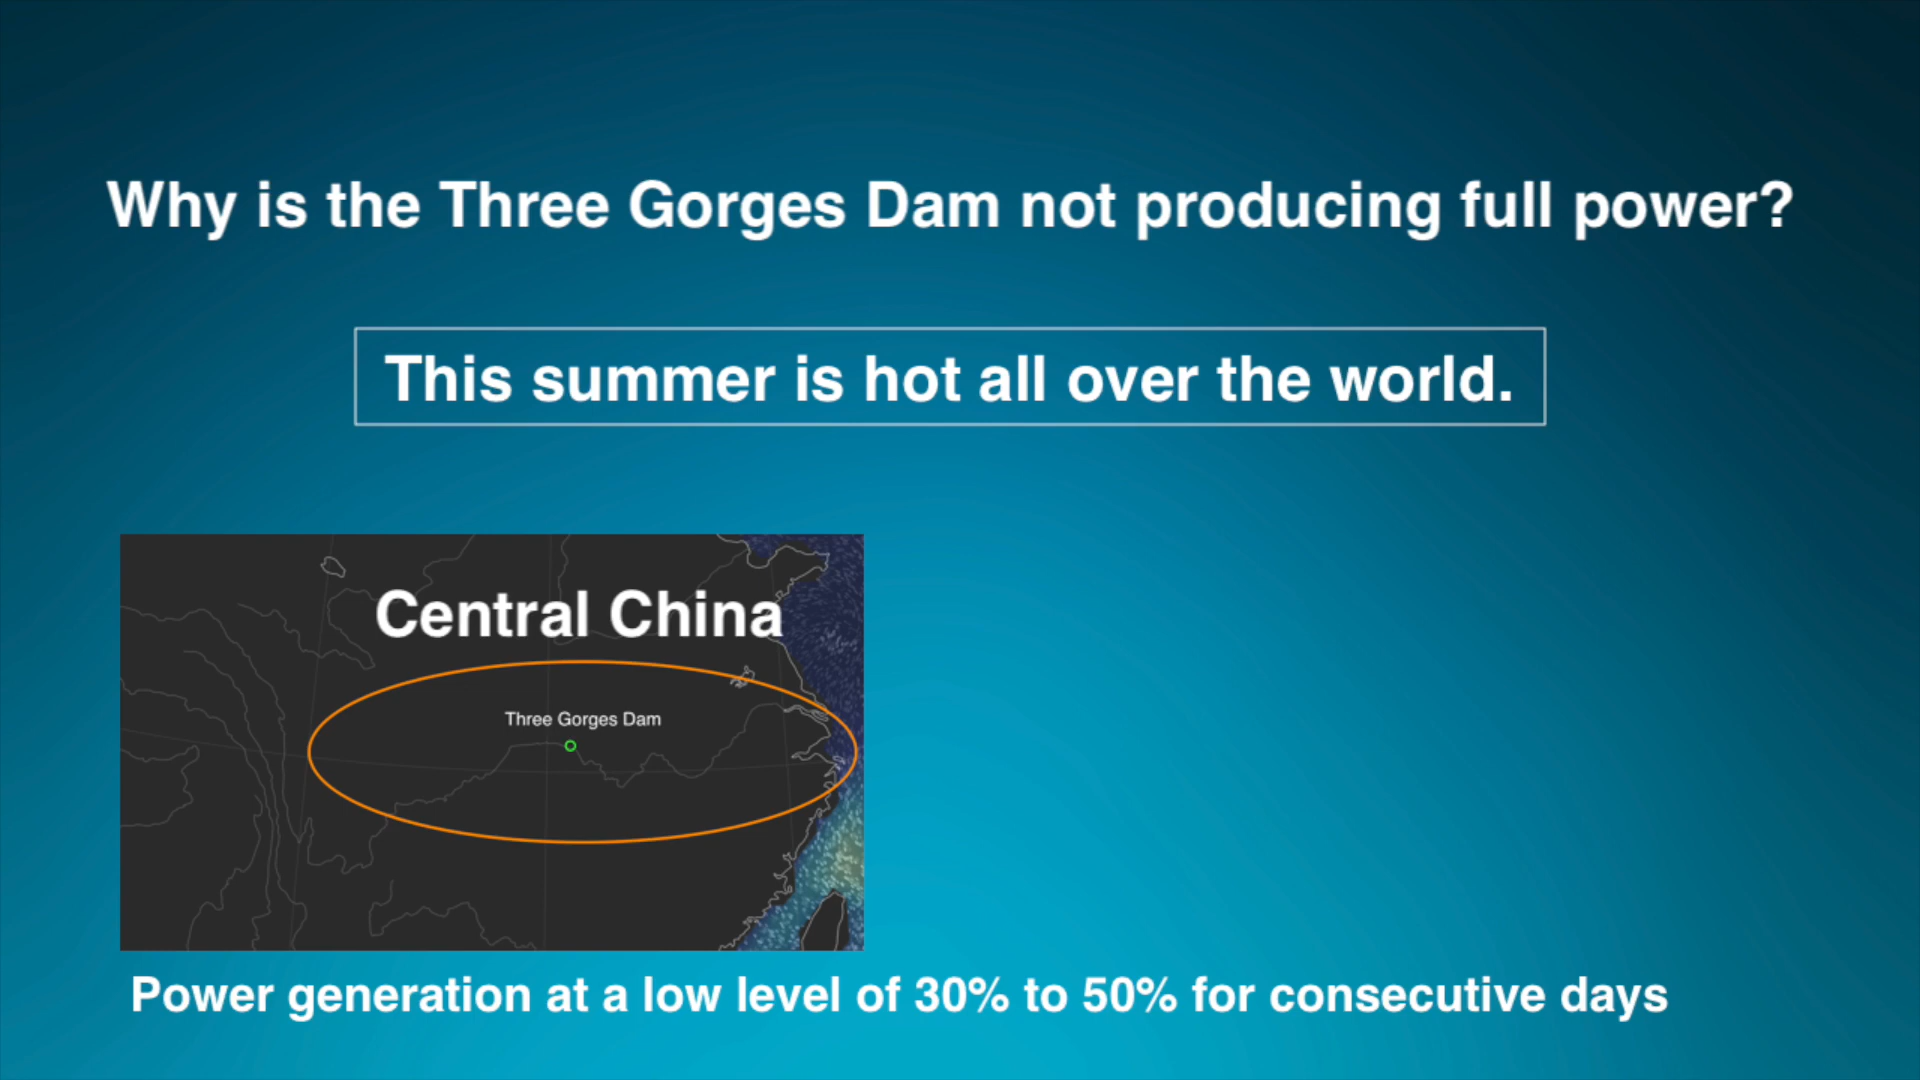 Why is the Three Gorges Dam not producing full power?
This summer is hot all over the world.
Central China
Three Gorges Dam
Power generation at a low level of 30% to 50% for consecutive days